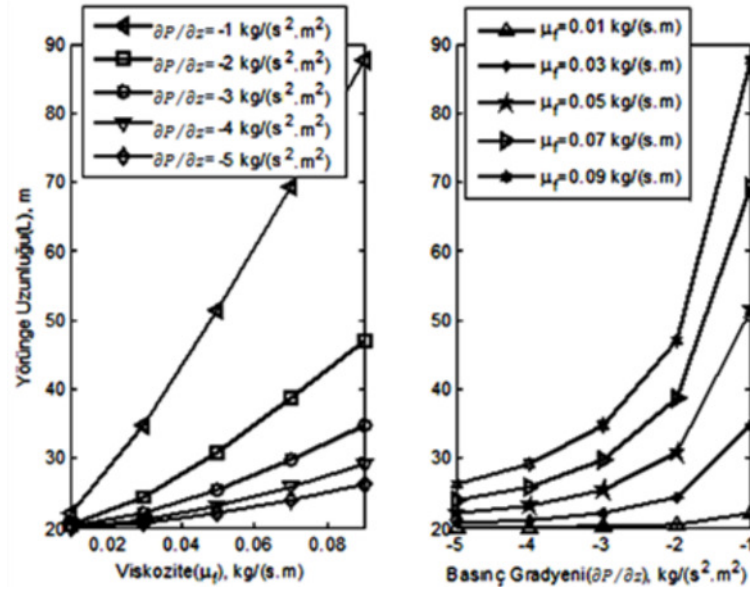 ∂P/∂z= -1 kg/(s².m²)
∂P/∂z= -2 kg/(s².m²)
∂P/∂z= -3 kg/(s².m²)
∂P/∂z= -4 kg/(s².m²)
∂P/∂z= -5 kg/(s².m²)
90
80
70
60
50
40
30
20
Yörünge Uzunluğu(L), m
0.02 0.04 0.06 0.08
Viskozite(μf), kg/(s.m)
μf=0.01 kg/(s.m)
μf=0.03 kg/(s.m)
μf=0.05 kg/(s.m)
μf=0.07 kg/(s.m)
μf=0.09 kg/(s.m)
90
80
70
60
50
40
30
20
-5 -4 -3 -2 -1
Basınç Gradyeni(∂P/∂z), kg/(s².m²)